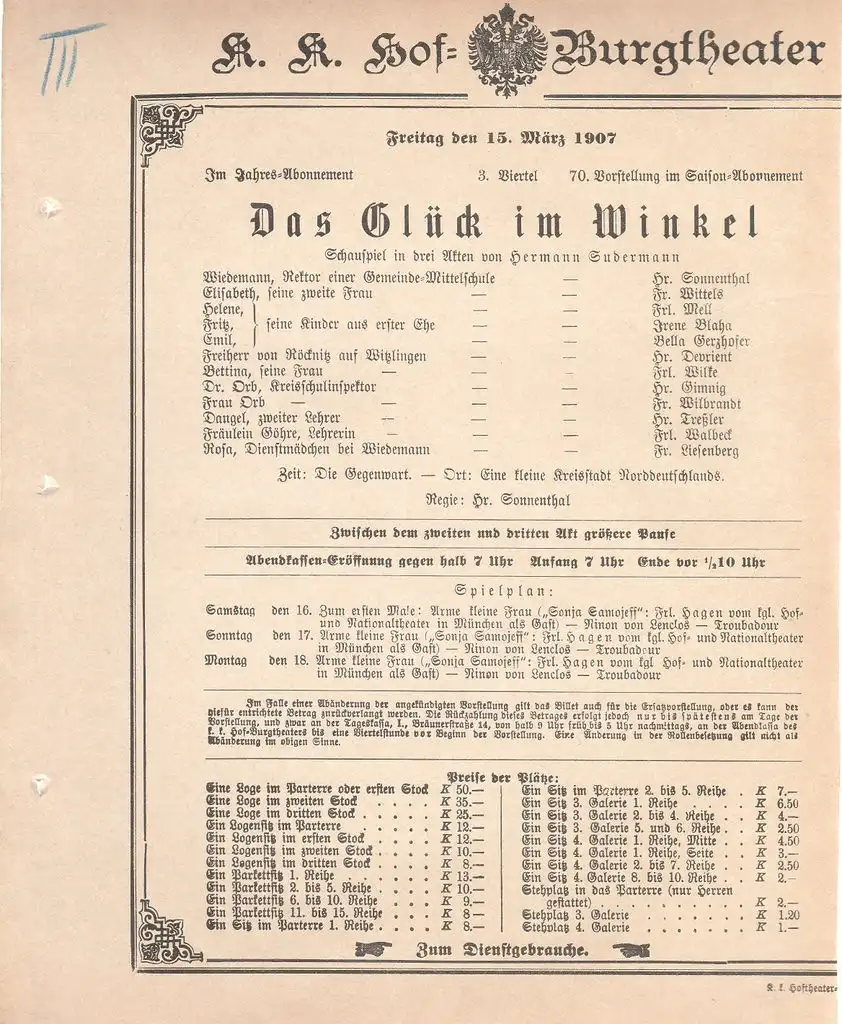 III
K. K. Hof-Burgtheater
Freitag den 15. März 1907
Im Jahres-Abonnement 3. Viertel 70. Vorstellung im Saison-Abonnement
Das Glück im Winkel
Schauspiel in drei Akten von Hermann Sudermann
Wiedemann, Rektor einer Gemeinde-Mittelschule — Hr. Sonnenthal
Elisabeth, seine zweite Frau — — Fr. Wittels
Helene, — — Frl. Mell
Fritz, } seine Kinder aus erster Ehe — — Irene Blaha
Emil, — — Bella Gerzhofer
Freiherr von Röcknitz auf Witzlingen — — Hr. Devrient
Bettina, seine Frau — — — Frl. Wilke
Dr. Orb, Kreisschulinspektor — — Hr. Gimnig
Frau Orb — — — Fr. Wilbrandt
Dangel, zweiter Lehrer — — — Hr. Treßler
Fräulein Göhre, Lehrerin — — — Frl. Walbeck
Rosa, Dienstmädchen bei Wiedemann — — Fr. Liesenberg
Zeit: Die Gegenwart. — Ort: Eine kleine Kreisstadt Norddeutschlands.
Regie: Hr. Sonnenthal
Zwischen dem zweiten und dritten Akt größere Pause
Abendkassen-Eröffnung gegen halb 7 Uhr Anfang 7 Uhr Ende vor 1/210 Uhr
Spielplan:
Samstag den 16. Zum ersten Male: Arme kleine Frau („Sonja Samojeff“: Frl. Hagen vom kgl. Hof-
und Nationaltheater in München als Gast) — Ninon von Lenclos — Troubadour
Sonntag den 17. Arme kleine Frau („Sonja Samojeff“: Frl. Hagen vom kgl. Hof- und Nationaltheater
in München als Gast) — Ninon von Lenclos — Troubadour
Montag den 18. Arme kleine Frau („Sonja Samojeff“: Frl. Hagen vom kgl Hof- und Nationaltheater
in München als Gast) — Ninon von Lenclos — Troubadour
Im Falle einer Abänderung der angekündigten Vorstellung gilt das Billet auch für die Ersatzvorstellung, oder es kann der
hiefür entrichtete Betrag zurückverlangt werden. Die Rückzahlung dieses Betrages erfolgt jedoch nur bis spätestens am Tage der
Vorstellung, und zwar an der Tageskassa, I., Bräunerstraße 14, von halb 9 Uhr früh bis 5 Uhr nachmittags, an der Abendkassa des
k. k. Hof-Burgtheaters bis eine Viertelstunde vor Beginn der Vorstellung. Eine Änderung in der Rollenbesetzung gilt nicht als
Abänderung im obigen Sinne.
Preise der Plätze:
Eine Loge im Parterre oder ersten Stock K 50.—
Eine Loge im zweiten Stock . . . . K 35.—
Eine Loge im dritten Stock . . . . K 25.—
Ein Logensitz im Parterre . . . . K 12.—
Ein Logensitz im ersten Stock . . . K 12.—
Ein Logensitz im zweiten Stock . . . K 10.—
Ein Logensitz im dritten Stock . . . K 8.—
Ein Parkettsitz 1. Reihe . . . . K 13.—
Ein Parkettsitz 2. bis 5. Reihe . . . K 10.—
Ein Parkettsitz 6. bis 10. Reihe . . . K 9.—
Ein Parkettsitz 11. bis 15. Reihe . . . K 8—
Ein Sitz im Parterre 1. Reihe . . . . K 8.—
Ein Sitz im Parterre 2. bis 5. Reihe . K 7.—
Ein Sitz 3. Galerie 1. Reihe . . . . K 6.50
Ein Sitz 3. Galerie 2. bis 4. Reihe . . K 4.—
Ein Sitz 3. Galerie 5. und 6. Reihe . . K 2.50
Ein Sitz 4. Galerie 1. Reihe, Mitte . . K 4.50
Ein Sitz 4. Galerie 1. Reihe, Seite . . K 3.—
Ein Sitz 4. Galerie 2. bis 7. Reihe . . K 2.50
Ein Sitz 4. Galerie 8. bis 10. Reihe . . K 2.—
Stehplatz in das Parterre (nur Herren
gestattet) . . . . . . . . . . K 2.—
Stehplatz 3. Galerie . . . . . . . K 1.20
Stehplatz 4. Galerie . . . . . . . K 1.—
Zum Dienstgebrauche.
K. k. Hoftheater-